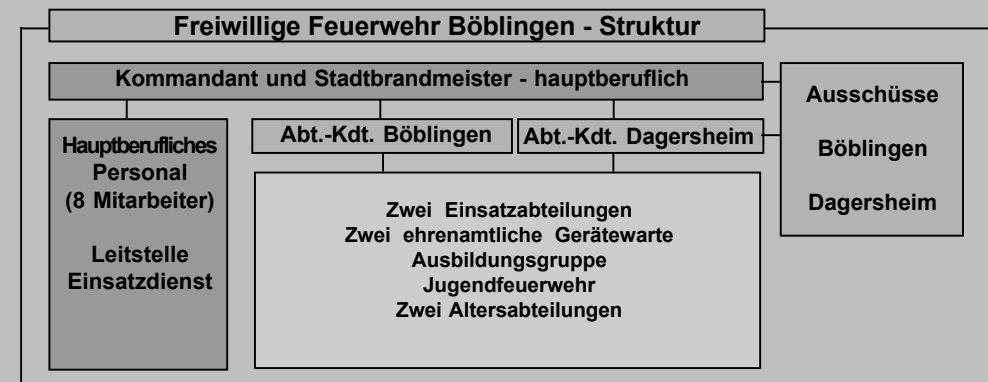 Freiwillige Feuerwehr Böblingen - Struktur
Kommandant und Stadtbrandmeister - hauptberuflich
Hauptberufliches
Personal
(8 Mitarbeiter)
Leitstelle
Einsatzdienst
Abt.-Kdt. Böblingen
Abt.-Kdt. Dagersheim
Zwei Einsatzabteilungen
Zwei ehrenamtliche Gerätewarte
Ausbildungsgruppe
Jugendfeuerwehr
Zwei Altersabteilungen
Ausschüsse
Böblingen
Dagersheim